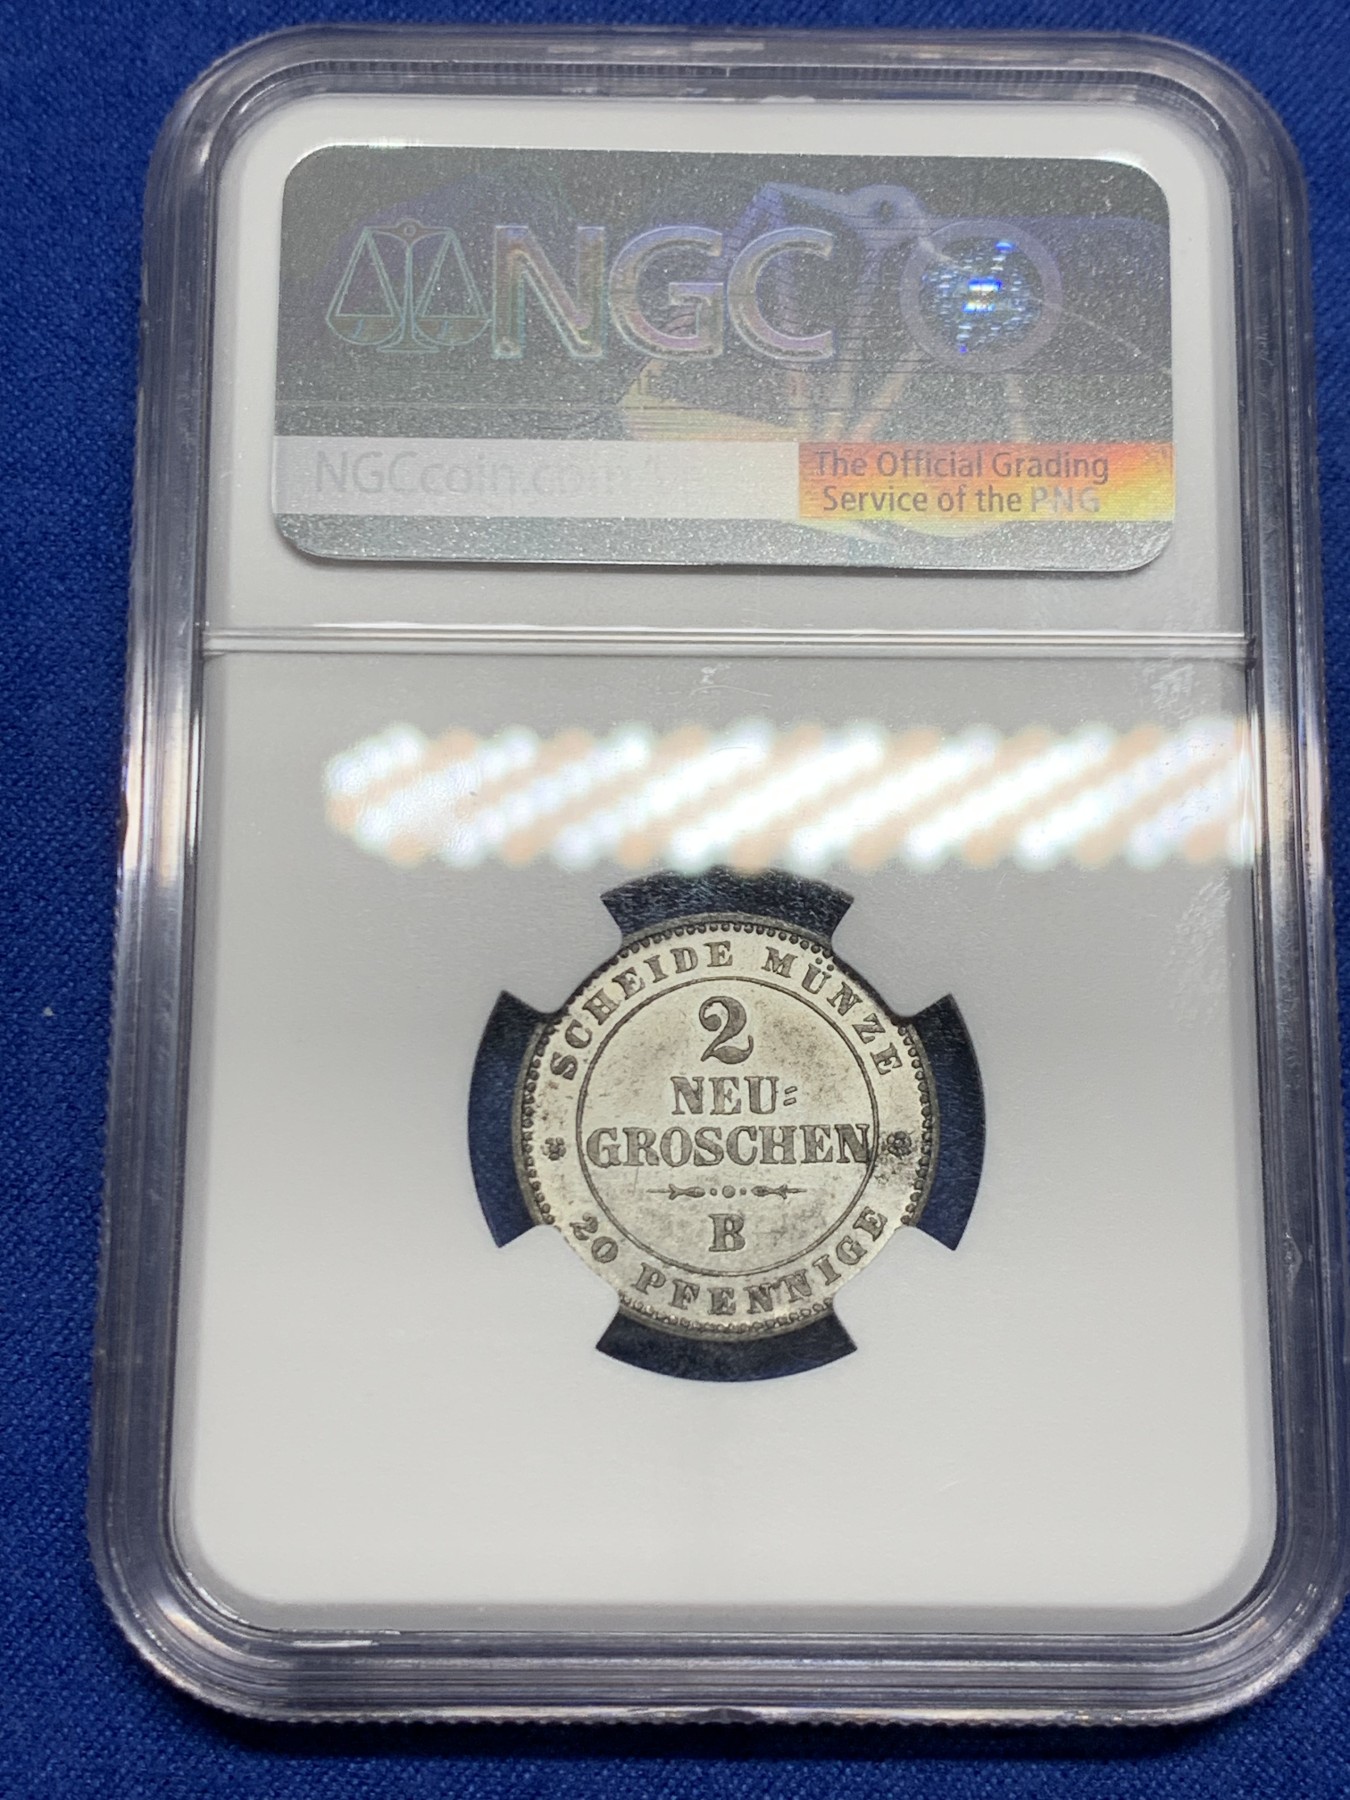 NGC
NGCcoin.com
The Official Grading
Service of the PNG
SCHEIDE MÜNZE
2
NEU=
GROSCHEN
B
20 PFENNIGE